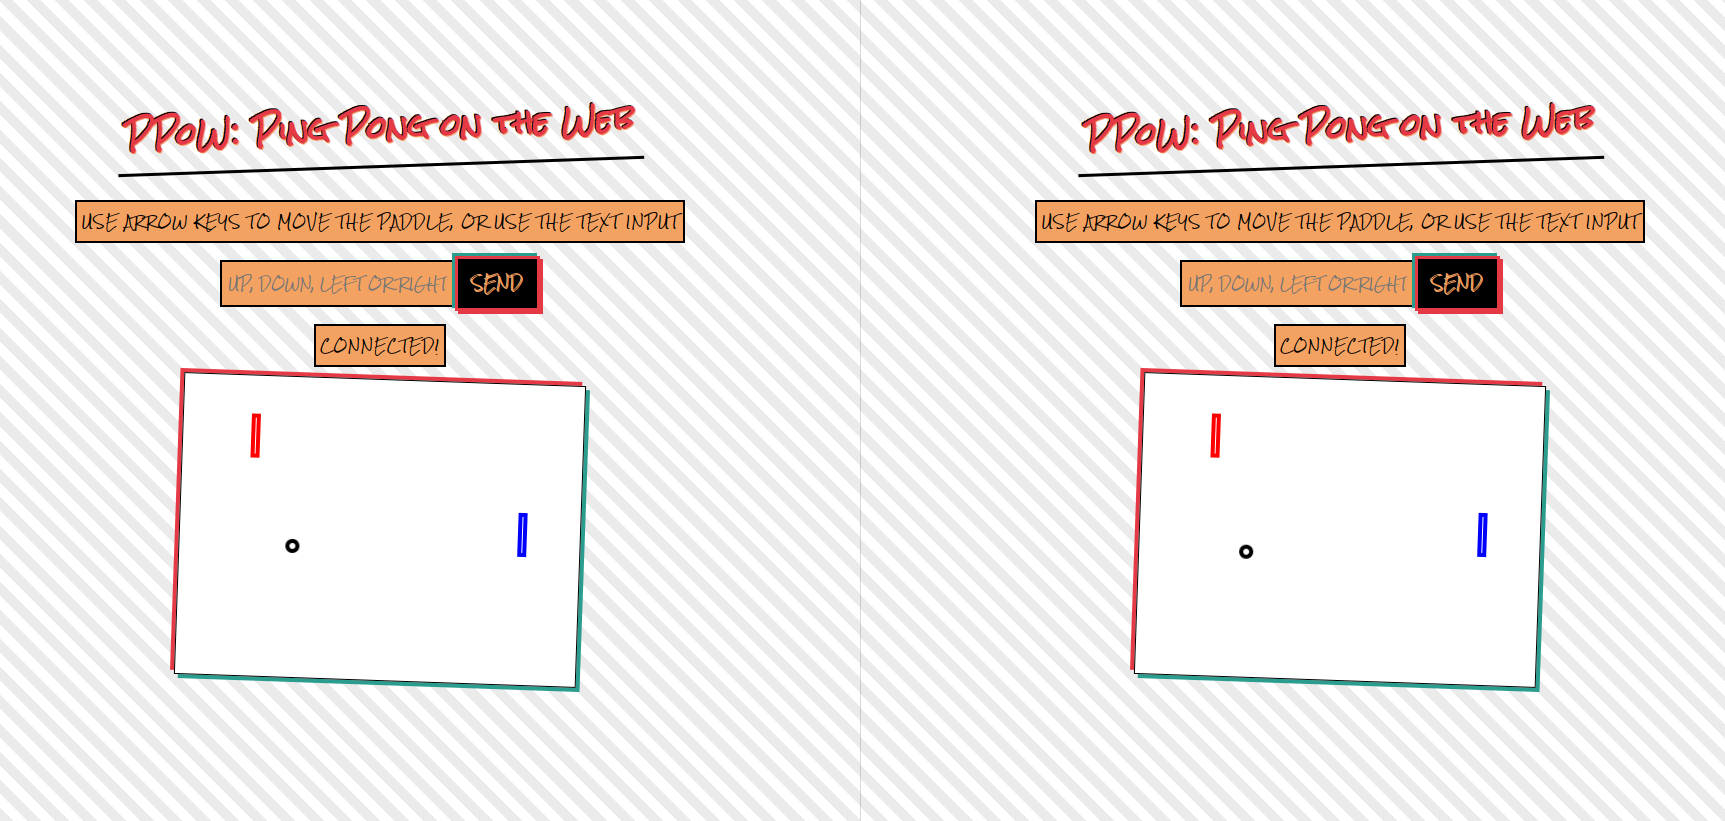 PPoW: Ping Pong on the Web
USE ARROW KEYS TO MOVE THE PADDLE, OR USE THE TEXT INPUT
UP, DOWN, LEFT OR RIGHT
SEND
CONNECTED!
PPoW: Ping Pong on the Web
USE ARROW KEYS TO MOVE THE PADDLE, OR USE THE TEXT INPUT
UP, DOWN, LEFT OR RIGHT
SEND
CONNECTED!